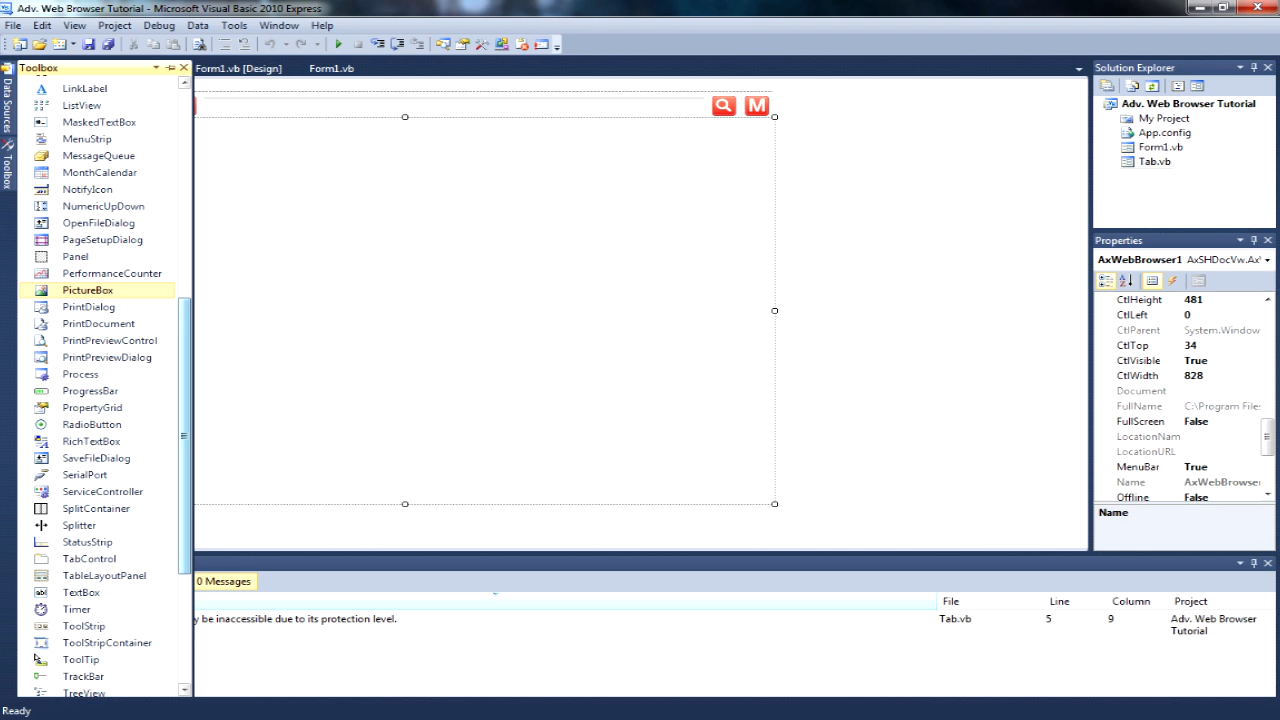 Adv. Web Browser Tutorial - Microsoft Visual Basic 2010 Express
File Edit View Project Debug Data Tools Window Help
Toolbox
Form1.vb [Design] Form1.vb
Data Sources
Toolbox
LinkLabel
ListView
MaskedTextBox
MenuStrip
MessageQueue
MonthCalendar
NotifyIcon
NumericUpDown
OpenFileDialog
PageSetupDialog
Panel
PerformanceCounter
PictureBox
PrintDialog
PrintDocument
PrintPreviewControl
PrintPreviewDialog
Process
ProgressBar
PropertyGrid
RadioButton
RichTextBox
SaveFileDialog
SerialPort
ServiceController
SplitContainer
Splitter
StatusStrip
TabControl
TableLayoutPanel
TextBox
Timer
ToolStrip
ToolStripContainer
ToolTip
TrackBar
TreeView
M
Solution Explorer
Adv. Web Browser Tutorial
My Project
App.config
Form1.vb
Tab.vb
Properties
AxWebBrowser1 AxSHDocVw.Ax
CtlHeight 481
CtlLeft 0
CtlParent System.Window
CtlTop 34
CtlVisible True
CtlWidth 828
Document
FullName C:\Program File
FullScreen False
LocationNam
LocationURL
MenuBar True
Name AxWebBrowse
Offline False
Name
0 Messages
File Line Column Project
y be inaccessible due to its protection level. Tab.vb 5 9 Adv. Web Browser
Tutorial
Ready